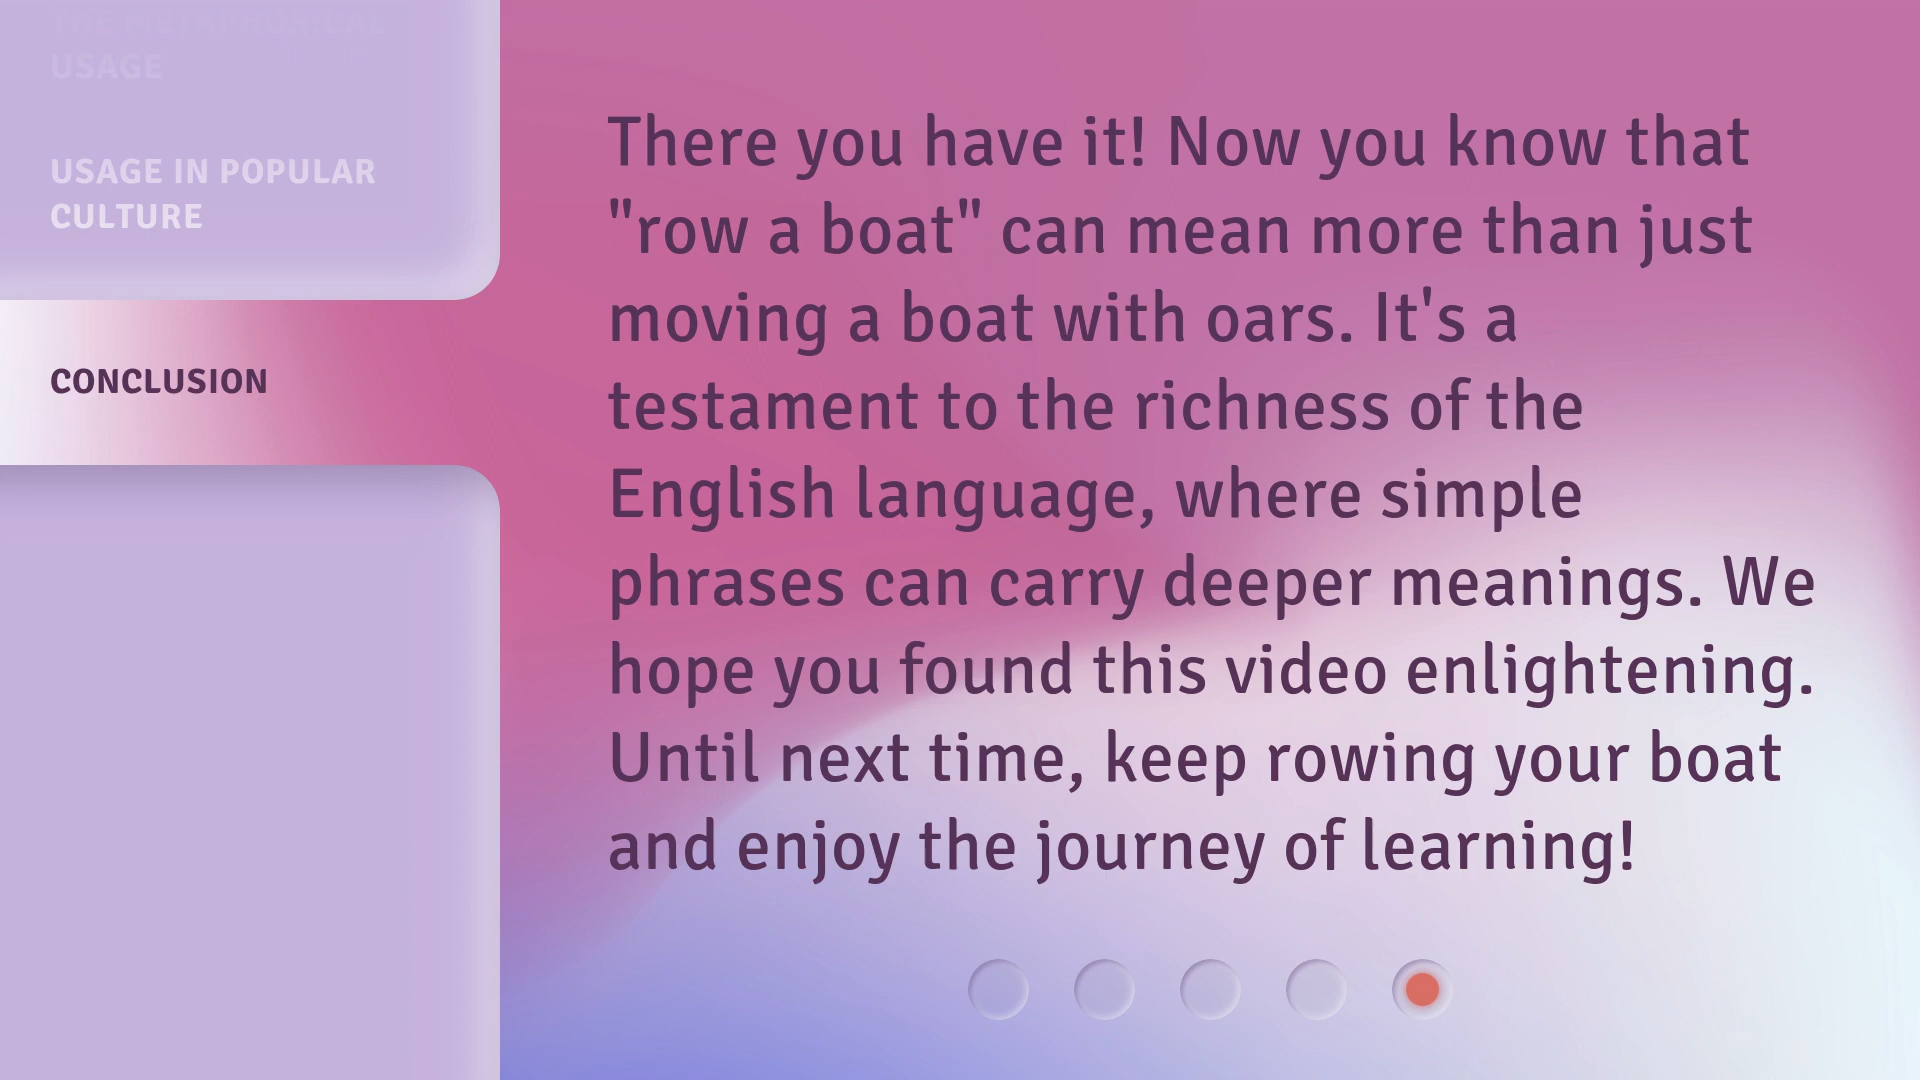 THE METAPHORICAL
USAGE
USAGE IN POPULAR
CULTURE
CONCLUSION
There you have it! Now you know that
"row a boat" can mean more than just
moving a boat with oars. It's a
testament to the richness of the
English language, where simple
phrases can carry deeper meanings. We
hope you found this video enlightening.
Until next time, keep rowing your boat
and enjoy the journey of learning!